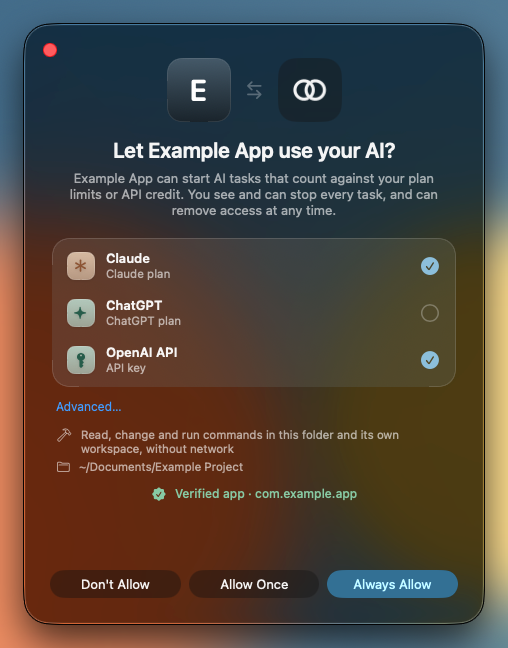 E
Let Example App use your AI?
Example App can start AI tasks that count against your plan
limits or API credit. You see and can stop every task, and can
remove access at any time.
Claude
Claude plan
ChatGPT
ChatGPT plan
OpenAI API
API key
Advanced...
Read, change and run commands in this folder and its own
workspace, without network
~/Documents/Example Project
Verified app · com.example.app
Don't Allow
Allow Once
Always Allow